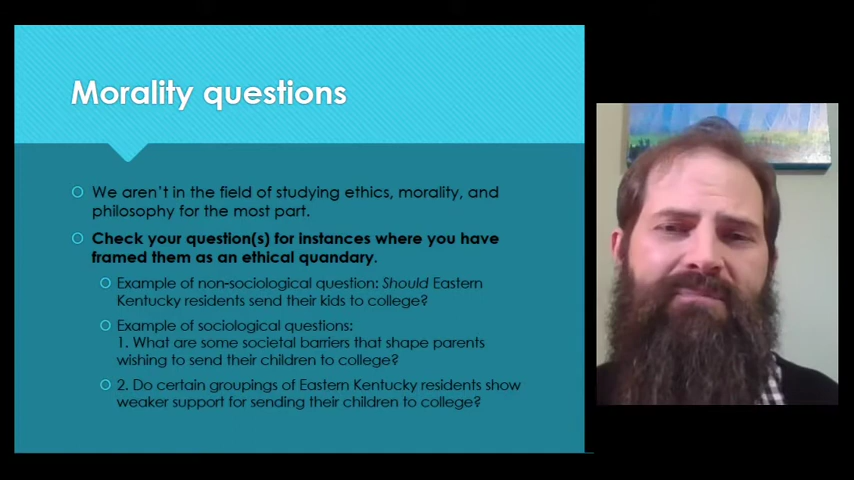 Morality questions
We aren't in the field of studying ethics, morality, and
philosophy for the most part.
Check your question(s) for instances where you have
framed them as an ethical quandary.
Example of non-sociological question: Should Eastern
Kentucky residents send their kids to college?
Example of sociological questions:
1. What are some societal barriers that shape parents
wishing to send their children to college?
2. Do certain groupings of Eastern Kentucky residents show
weaker support for sending their children to college?